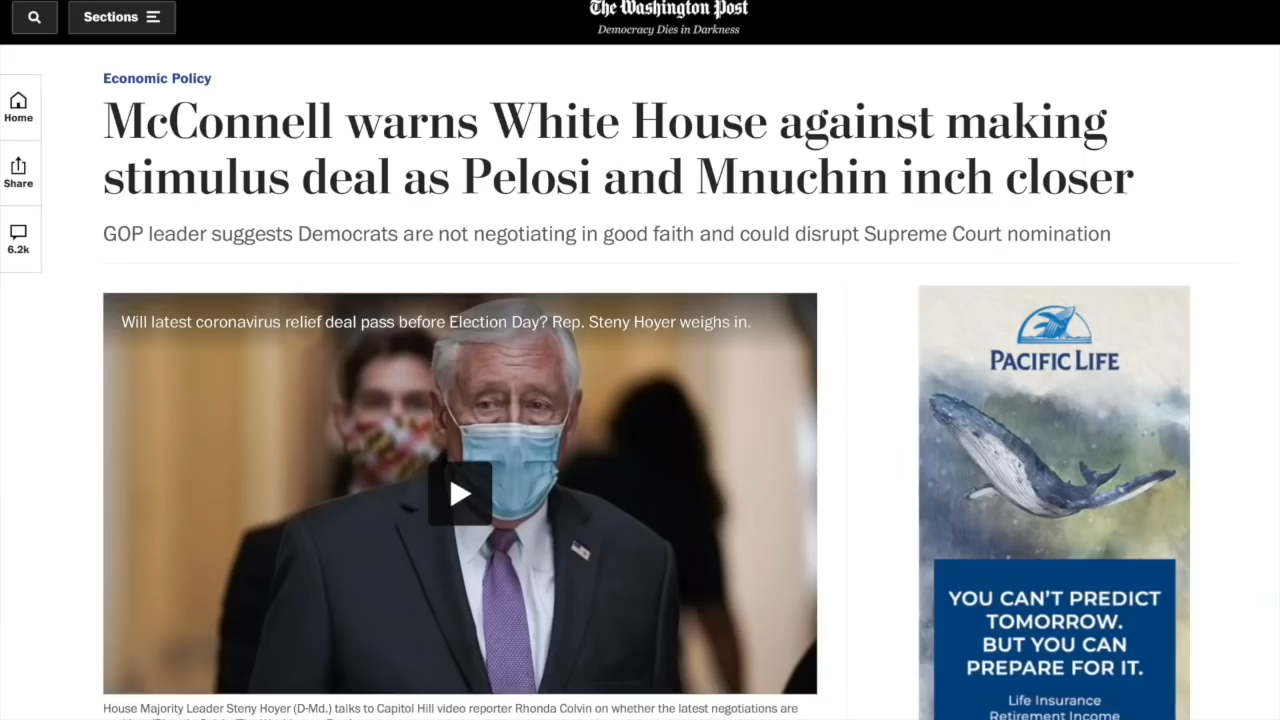 The Washington Post
Sections
Democracy Dies in Darkness
Economic Policy
McConnell warns White House against making
stimulus deal as Pelosi and Mnuchin inch closer
GOP leader suggests Democrats are not negotiating in good faith and could disrupt Supreme Court nomination
Home
Share
6.2k
Will latest coronavirus relief deal pass before Election Day? Rep. Steny Hoyer weighs in.
House Majority Leader Steny Hoyer (D-Md.) talks to Capitol Hill video reporter Rhonda Colvin on whether the latest negotiations are
PACIFIC LIFE
YOU CAN'T PREDICT
TOMORROW.
BUT YOU CAN
PREPARE FOR IT.
Life Insurance
Retirement Income